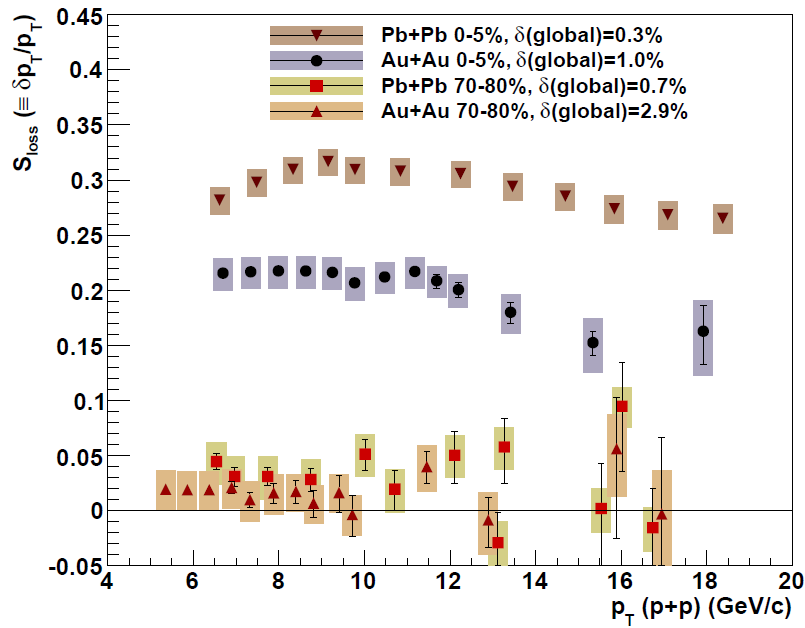 0.45
0.4
0.35
0.3
0.25
0.2
0.15
0.1
0.05
0
-0.05
S_loss (≡ δp_T/p_T)
Pb+Pb 0-5%, δ(global)=0.3%
Au+Au 0-5%, δ(global)=1.0%
Pb+Pb 70-80%, δ(global)=0.7%
Au+Au 70-80%, δ(global)=2.9%
4 6 8 10 12 14 16 18 20
p_T (p+p) (GeV/c)